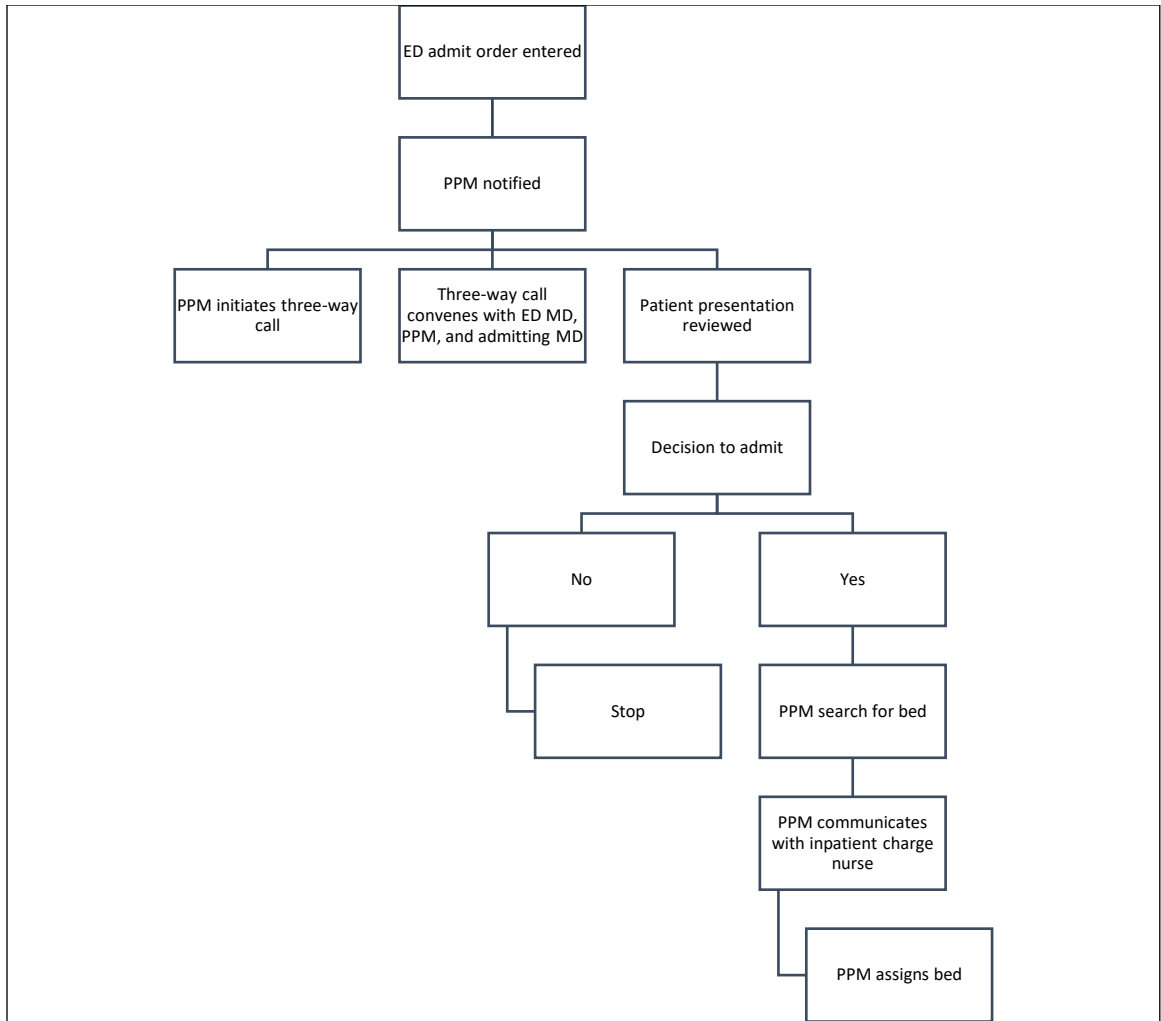 ED admit order entered
PPM notified
PPM initiates three-way
call
Three-way call
convenes with ED MD,
PPM, and admitting MD
Patient presentation
reviewed
Decision to admit
No
Yes
Stop
PPM search for bed
PPM communicates
with inpatient charge
nurse
PPM assigns bed